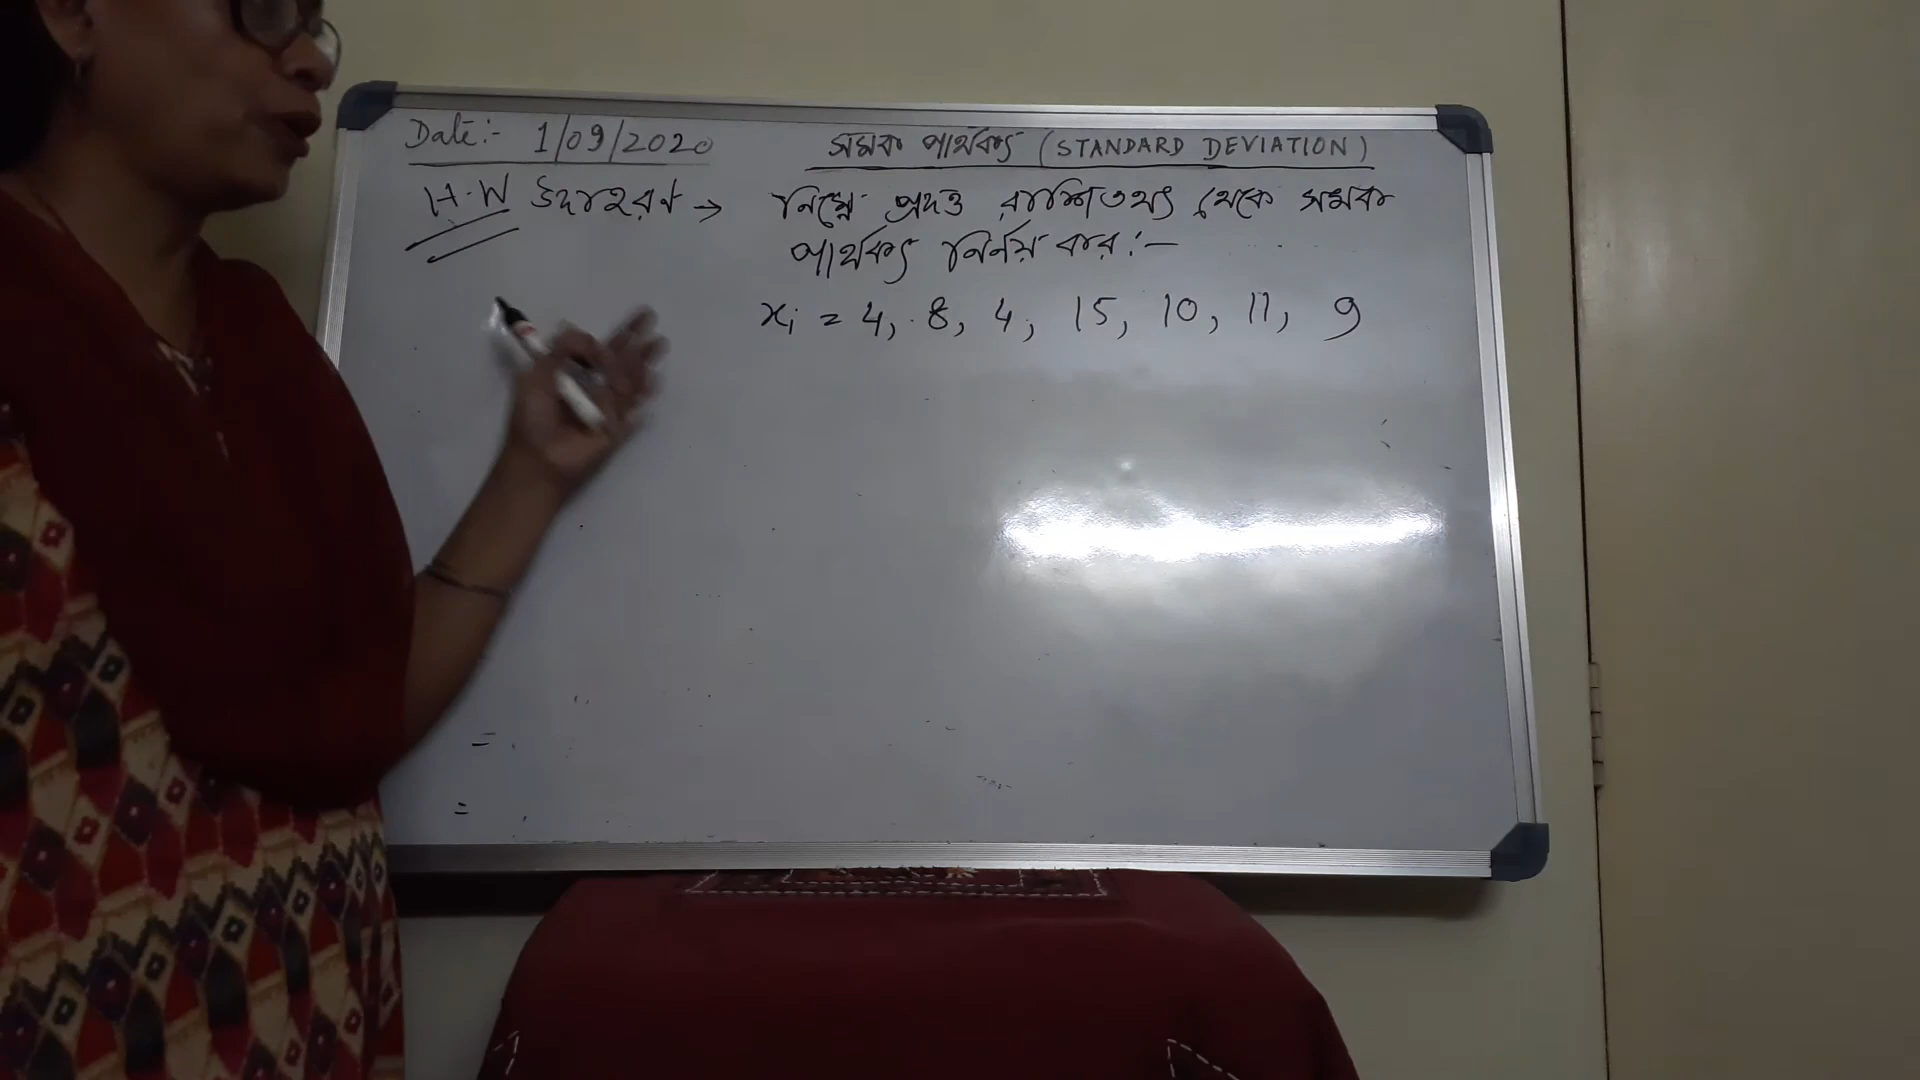 Date:- 1/09/2020 সমক পার্থক্য (STANDARD DEVIATION)
H.W উদাহরণ → নিম্নে প্রদত্ত রাশিতথ্য থেকে সমক
পার্থক্য নির্ণয় কর:-
xi = 4, 8, 4, 15, 10, 11, 9
=
=